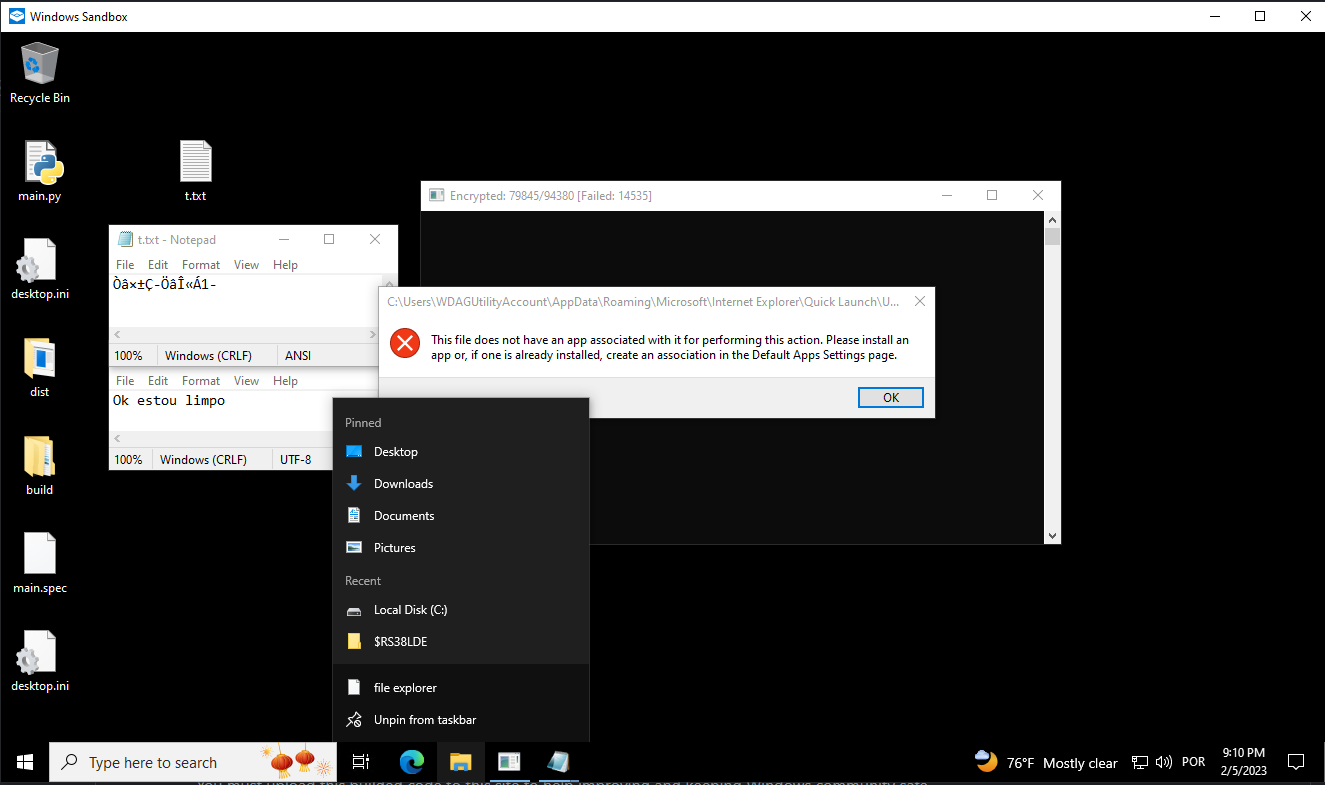 Windows Sandbox
Recycle Bin
main.py
t.txt
desktop.ini
dist
build
main.spec
desktop.ini
Encrypted: 79845/94380 [Failed: 14535]
t.txt - Notepad
File Edit Format View Help
Òâ×±Ç-ÖâÎ«Á1-
100% Windows (CRLF) ANSI
File Edit Format View Help
Ok estou limpo
100% Windows (CRLF) UTF-8
C:\Users\WDAGUtilityAccount\AppData\Roaming\Microsoft\Internet Explorer\Quick Launch\U...
This file does not have an app associated with it for performing this action. Please install an
app or, if one is already installed, create an association in the Default Apps Settings page.
OK
Pinned
Desktop
Downloads
Documents
Pictures
Recent
Local Disk (C:)
$RS38LDE
file explorer
Unpin from taskbar
Type here to search
76°F Mostly clear
POR
9:10 PM
2/5/2023